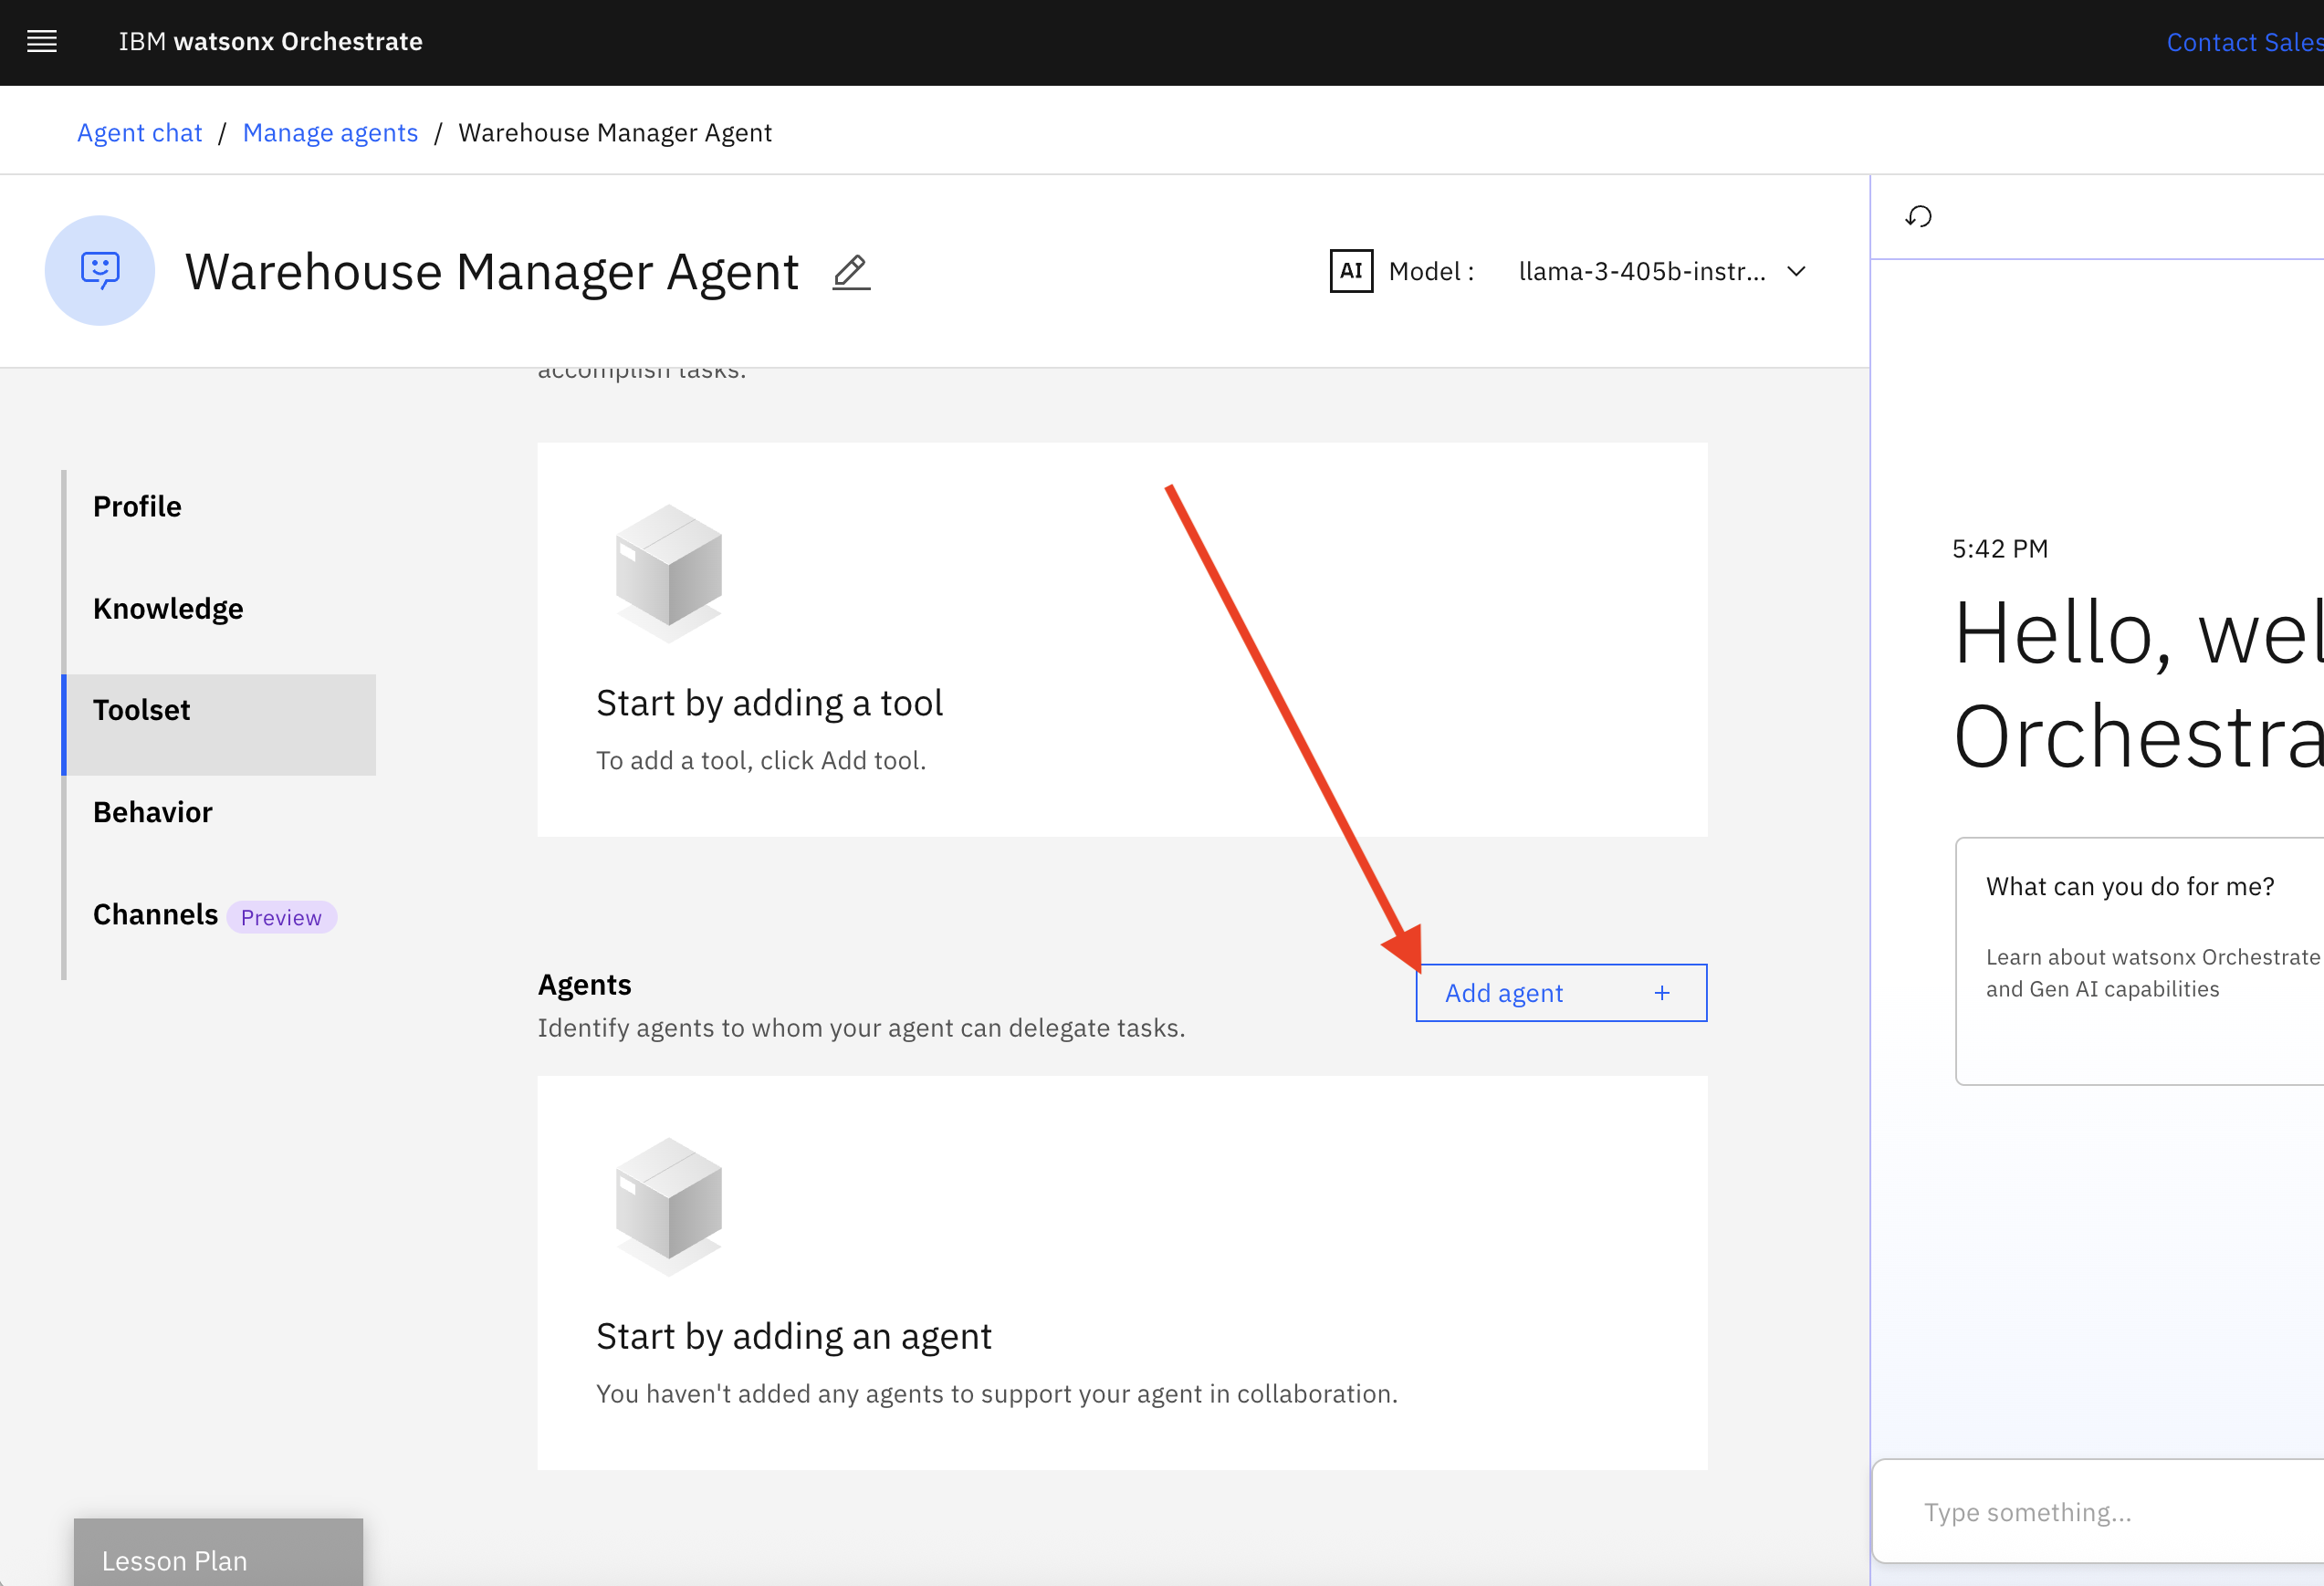 IBM watsonx Orchestrate
Contact Sales
Agent chat / Manage agents / Warehouse Manager Agent
Warehouse Manager Agent
AI Model : llama-3-405b-instr...
accomplish tasks.
Profile
Knowledge
Toolset
Behavior
Channels Preview
Start by adding a tool
To add a tool, click Add tool.
Agents
Identify agents to whom your agent can delegate tasks.
Add agent +
Start by adding an agent
You haven't added any agents to support your agent in collaboration.
Lesson Plan
5:42 PM
Hello, wel
Orchestra
What can you do for me?
Learn about watsonx Orchestrate
and Gen AI capabilities
Type something...